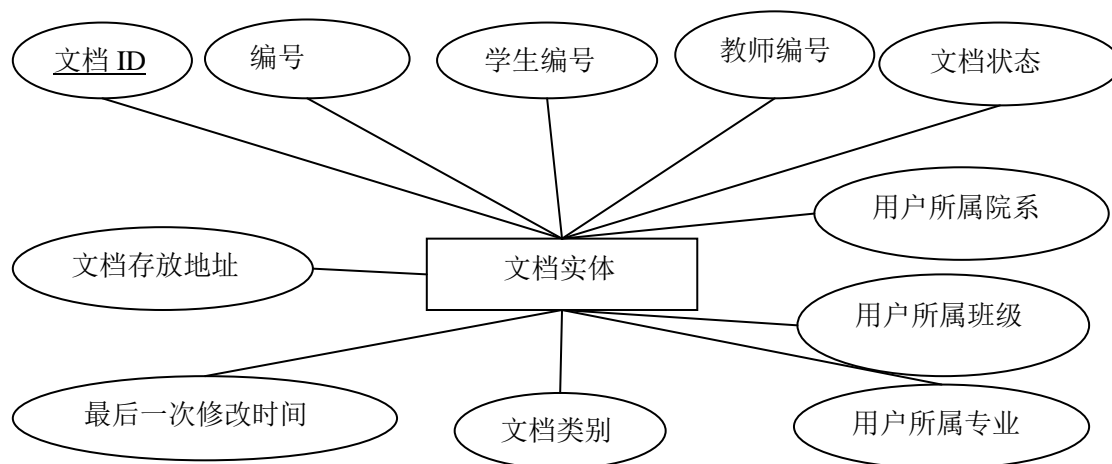 文档 ID
编号
学生编号
教师编号
文档状态
用户所属院系
文档存放地址
文档实体
用户所属班级
最后一次修改时间
文档类别
用户所属专业